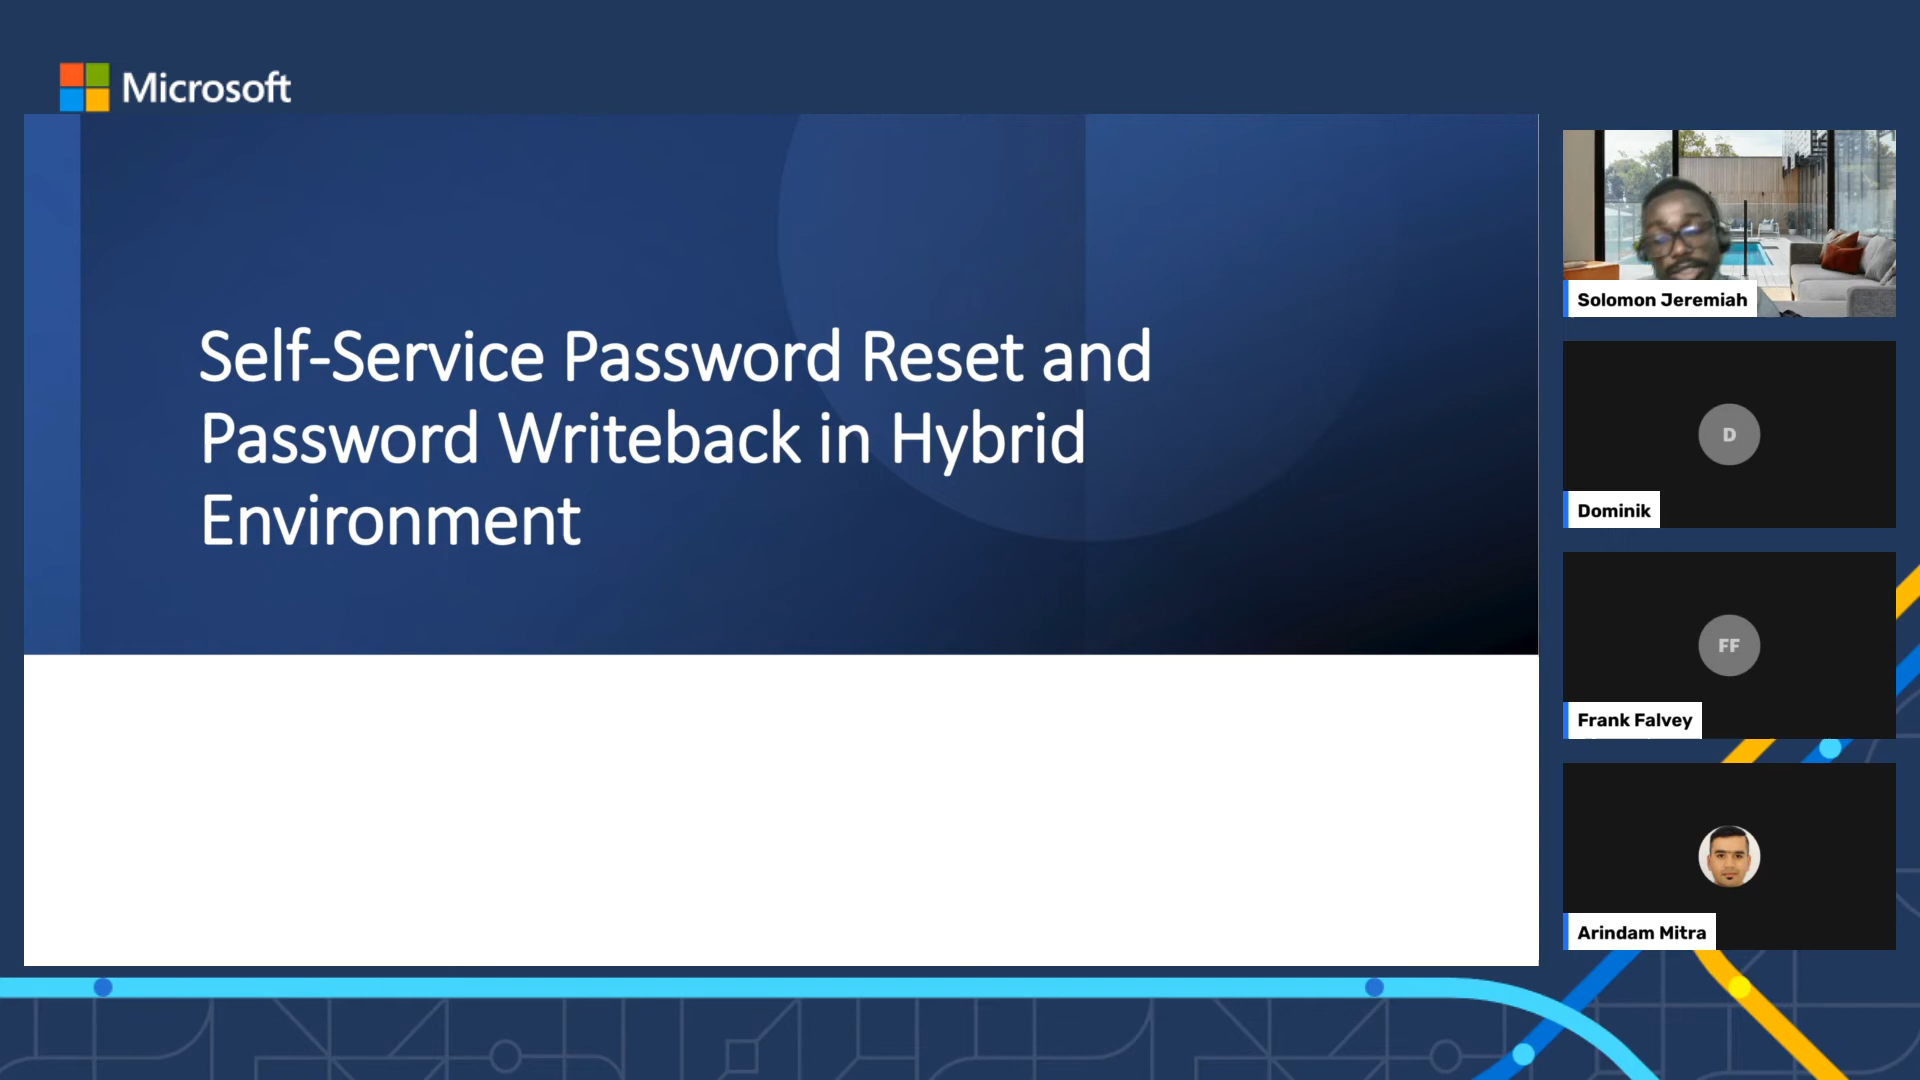 Microsoft
Self-Service Password Reset and
Password Writeback in Hybrid
Environment
Solomon Jeremiah
D
Dominik
FF
Frank Falvey
Arindam Mitra